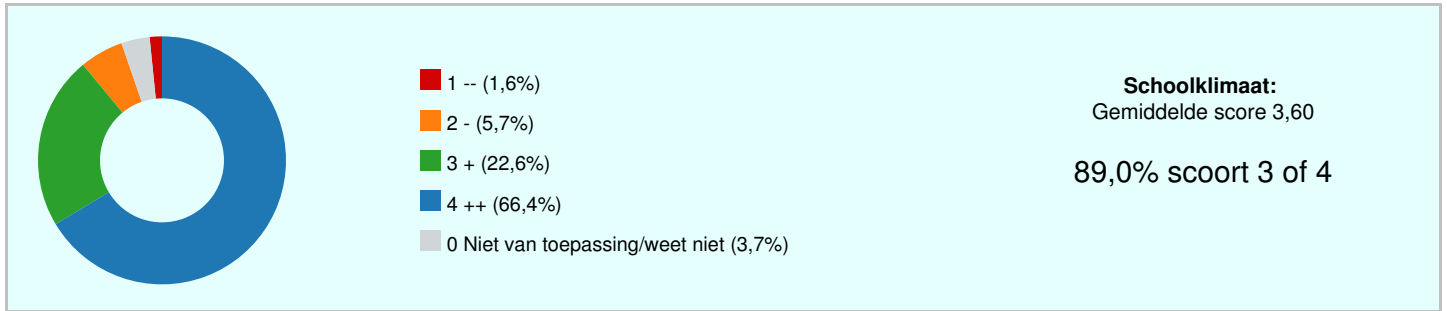 1 -- (1,6%)
2 - (5,7%)
3 + (22,6%)
4 ++ (66,4%)
0 Niet van toepassing/weet niet (3,7%)
Schoolklimaat:
Gemiddelde score 3,60
89,0% scoort 3 of 4